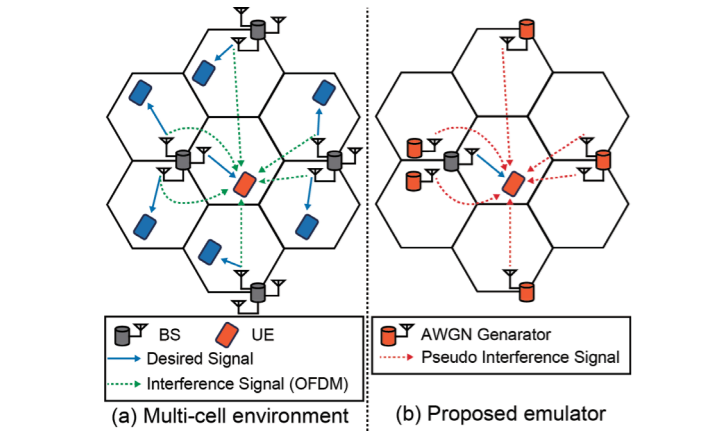 BS
UE
Desired Signal
Interference Signal (OFDM)
(a) Multi-cell environment
AWGN Genarator
Pseudo Interference Signal
(b) Proposed emulator